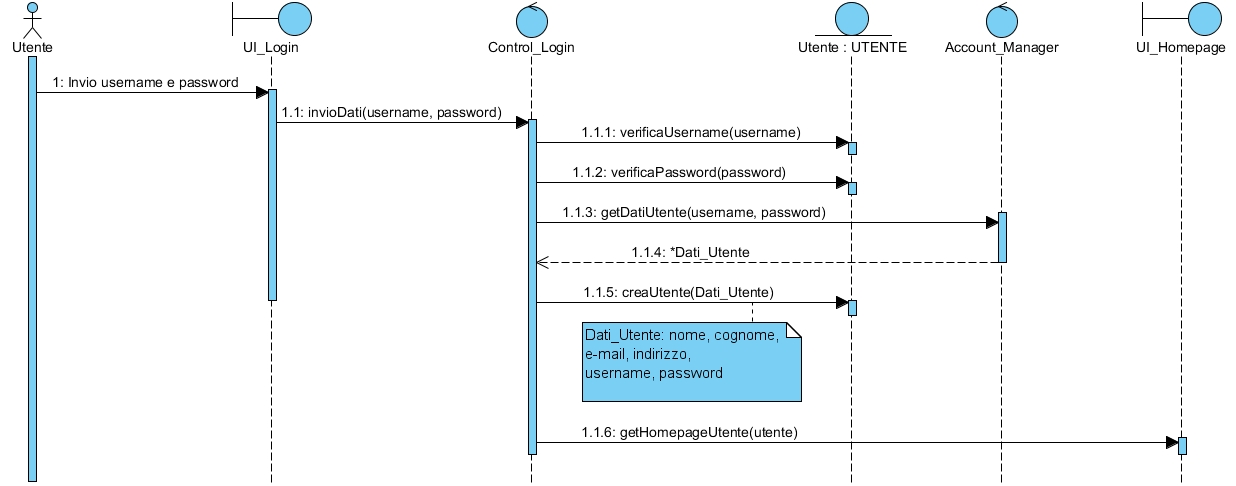 Utente
UI_Login
Control_Login
Utente : UTENTE
Account_Manager
UI_Homepage
1: Invio username e password
1.1: invioDati(username, password)
1.1.1: verificaUsername(username)
1.1.2: verificaPassword(password)
1.1.3: getDatiUtente(username, password)
1.1.4: *Dati_Utente
1.1.5: creaUtente(Dati_Utente)
Dati_Utente: nome, cognome,
e-mail, indirizzo,
username, password
1.1.6: getHomepageUtente(utente)